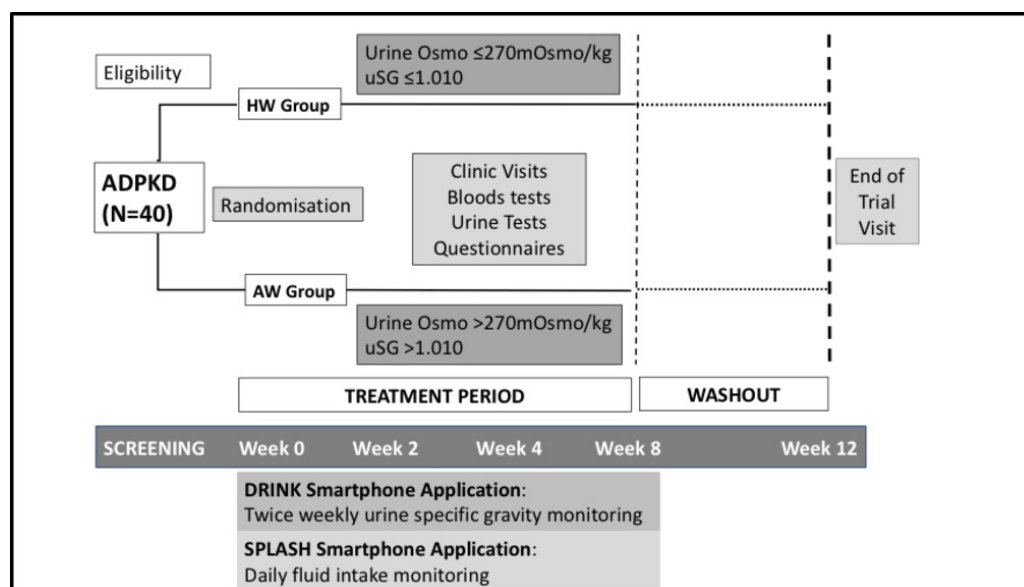 Eligibility
Urine Osmo ≤270mOsmo/kg
uSG ≤1.010
HW Group
ADPKD
(N=40)
Randomisation
Clinic Visits
Bloods tests
Urine Tests
Questionnaires
End of
Trial
Visit
AW Group
Urine Osmo >270mOsmo/kg
uSG >1.010
TREATMENT PERIOD
WASHOUT
SCREENING Week 0 Week 2 Week 4 Week 8 Week 12
DRINK Smartphone Application:
Twice weekly urine specific gravity monitoring
SPLASH Smartphone Application:
Daily fluid intake monitoring